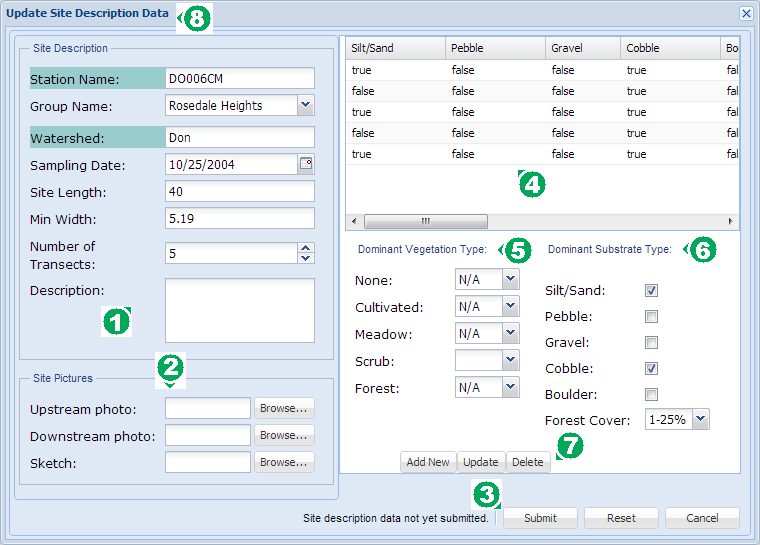 Update Site Description Data
8
Site Description
Station Name: DO006CM
Group Name: Rosedale Heights
Watershed: Don
Sampling Date: 10/25/2004
Site Length: 40
Min Width: 5.19
Number of
Transects: 5
Description:
1
Site Pictures
2
Upstream photo: Browse...
Downstream photo: Browse...
Sketch: Browse...
Silt/Sand Pebble Gravel Cobble Bo
true false false true fal
false false false false fal
true false false true fal
false false false false fal
true false false true fal
4
Dominant Vegetation Type: 5
None: N/A
Cultivated: N/A
Meadow: N/A
Scrub:
Forest: N/A
Dominant Substrate Type: 6
Silt/Sand:
Pebble:
Gravel:
Cobble:
Boulder:
Forest Cover: 1-25%
7
Add New Update Delete
3
Site description data not yet submitted. Submit Reset Cancel